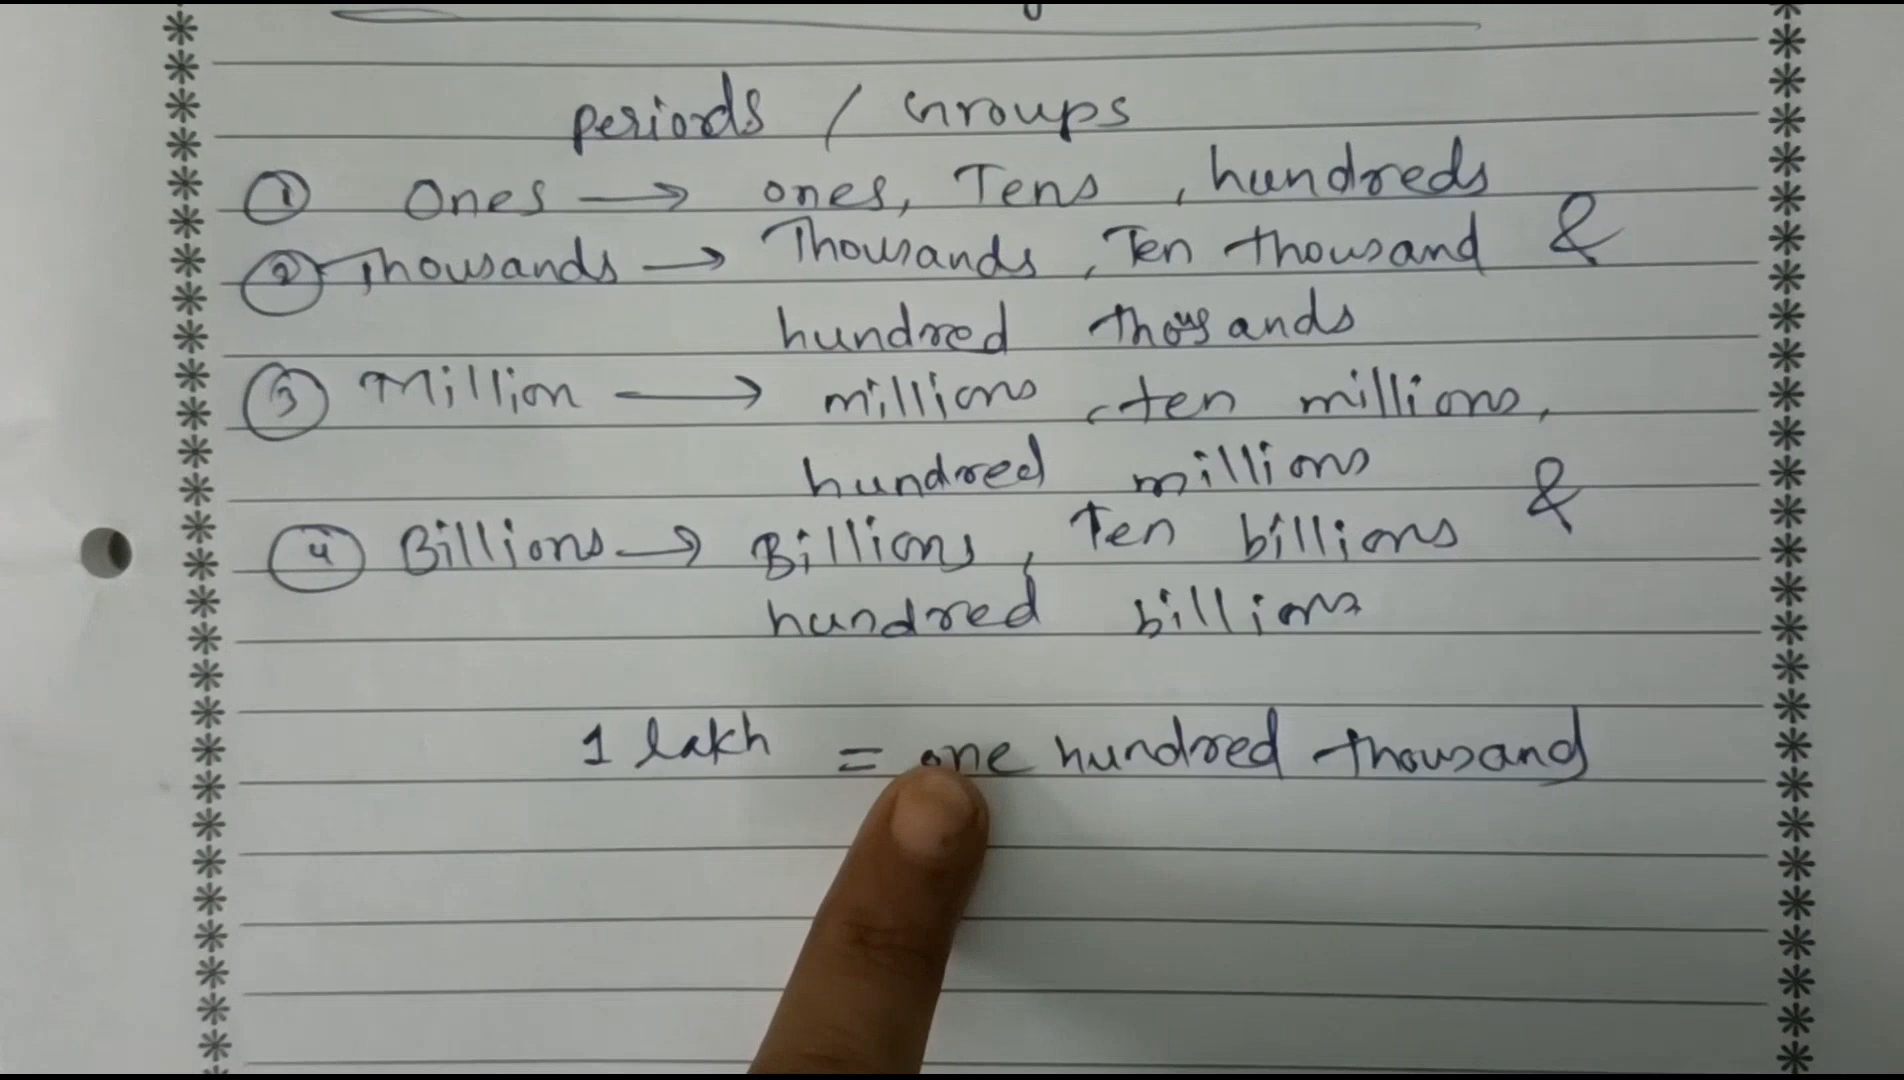 periods / Groups
① Ones → ones, Tens, hundreds
② Thousands → Thousands, Ten thousand &
hundred thousands
③ Million → millions, ten millions,
hundred millions
④ Billions → Billions, Ten billions &
hundred billions
1 lakh = one hundred thousand